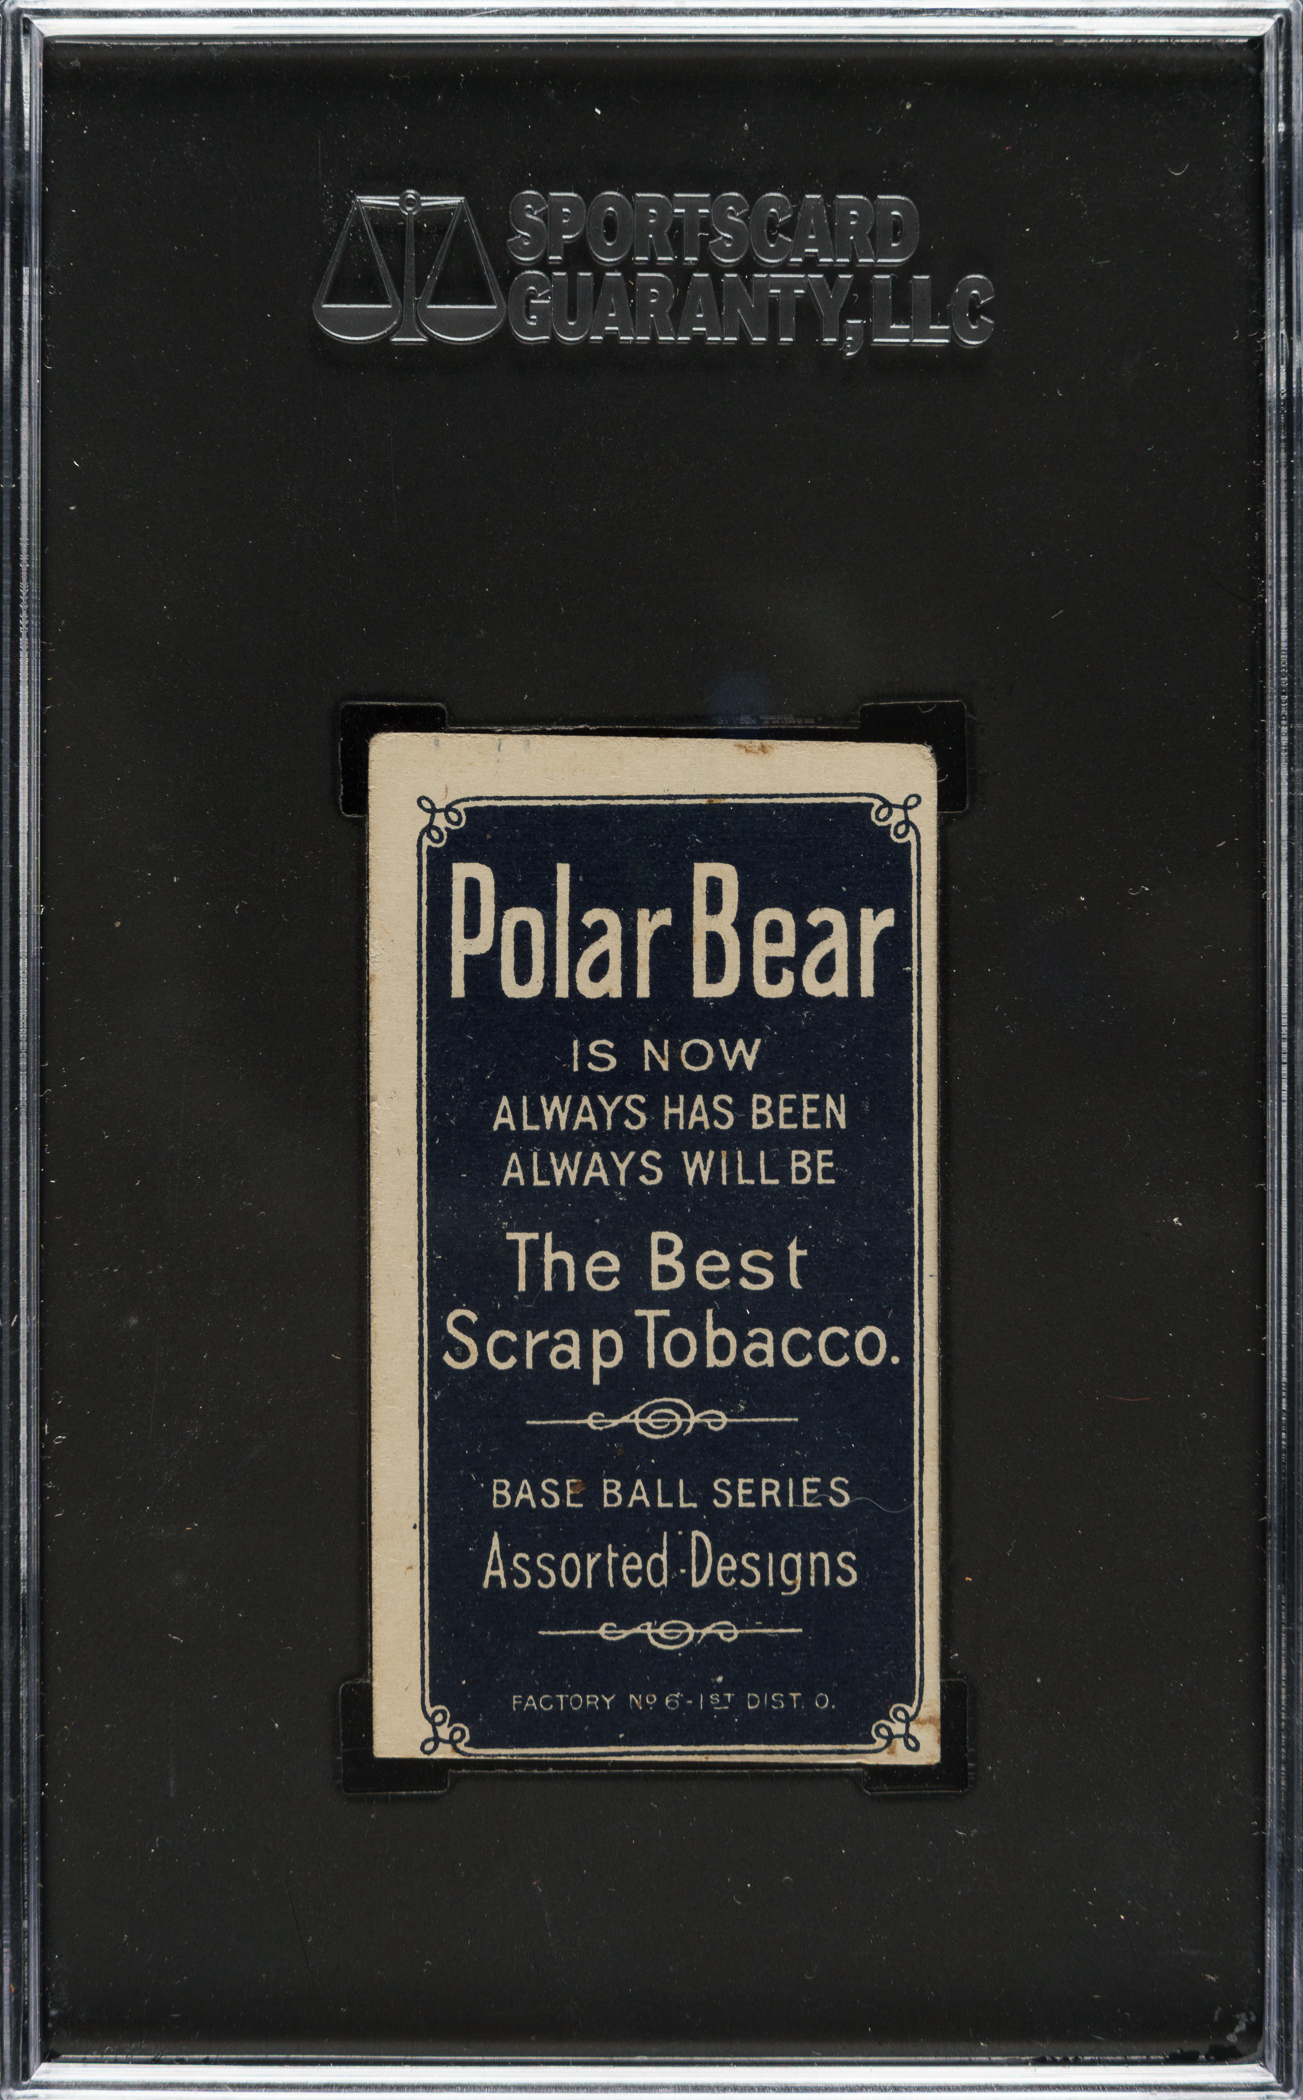 SPORTSCARD
GUARANTY, LLC
Polar Bear
IS NOW
ALWAYS HAS BEEN
ALWAYS WILL BE
The Best
Scrap Tobacco.
BASE BALL SERIES
Assorted Designs
FACTORY Nº 6-1ST DIST. O.